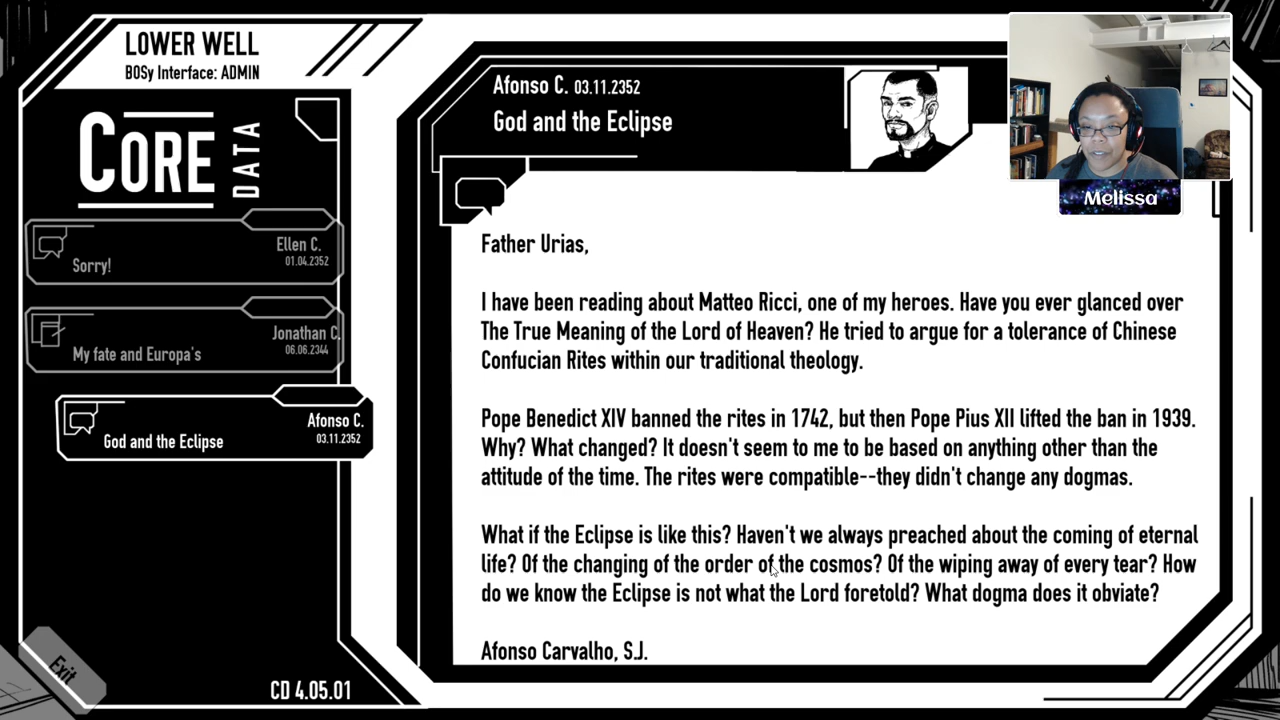 LOWER WELL
BOSy Interface: ADMIN
CORE
DATA
Ellen C.
01.04.2352
Sorry!
Jonathan C.
06.06.2344
My fate and Europa's
Afonso C.
03.11.2352
God and the Eclipse
Exit
CD 4.05.01
Afonso C. 03.11.2352
God and the Eclipse
Father Urias,
I have been reading about Matteo Ricci, one of my heroes. Have you ever glanced over
The True Meaning of the Lord of Heaven? He tried to argue for a tolerance of Chinese
Confucian Rites within our traditional theology.
Pope Benedict XIV banned the rites in 1742, but then Pope Pius XII lifted the ban in 1939.
Why? What changed? It doesn't seem to me to be based on anything other than the
attitude of the time. The rites were compatible--they didn't change any dogmas.
What if the Eclipse is like this? Haven't we always preached about the coming of eternal
life? Of the changing of the order of the cosmos? Of the wiping away of every tear? How
do we know the Eclipse is not what the Lord foretold? What dogma does it obviate?
Afonso Carvalho, S.J.
Melissa